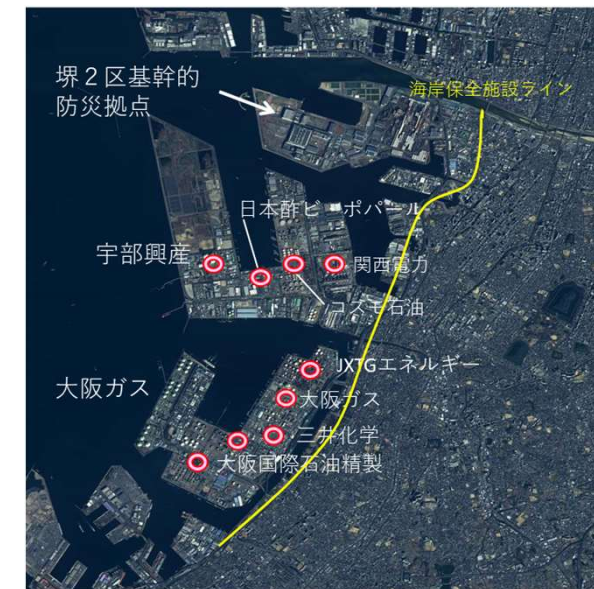 堺２区基幹的
防災拠点
海岸保全施設ライン
日本酢ビ・ポバール
宇部興産
関西電力
コスモ石油
JXTGエネルギー
大阪ガス
大阪ガス
三井化学
大阪国際石油精製